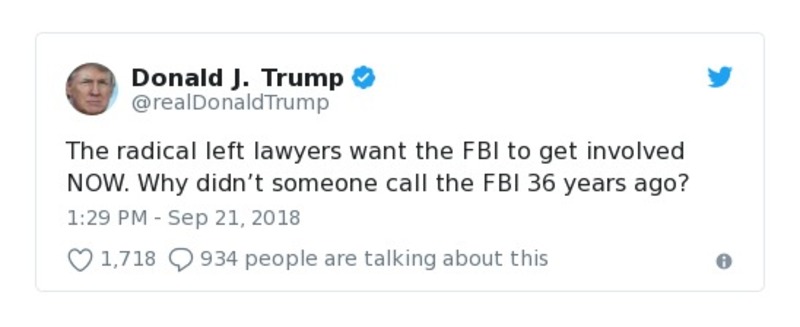 Donald J. Trump
@realDonaldTrump
The radical left lawyers want the FBI to get involved
NOW. Why didn’t someone call the FBI 36 years ago?
1:29 PM - Sep 21, 2018
1,718 934 people are talking about this